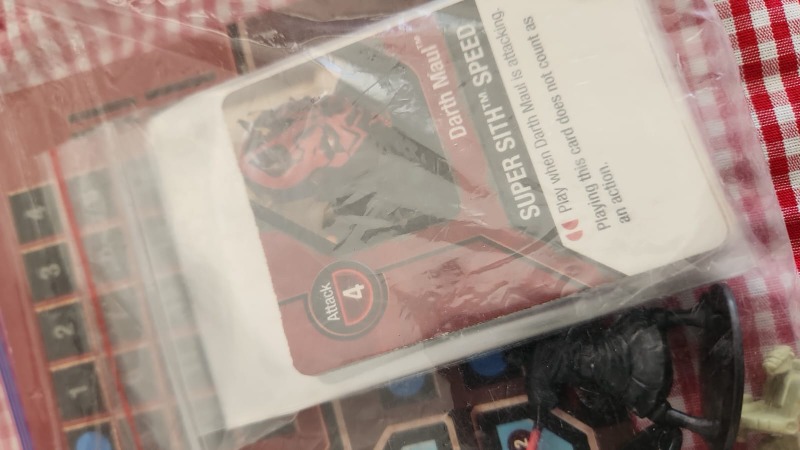 Darth Maul™
SUPER SITH™ SPEED
Play when Darth Maul is attacking.
Playing this card does not count as
an action.
Attack
4
4
3
2
1
2